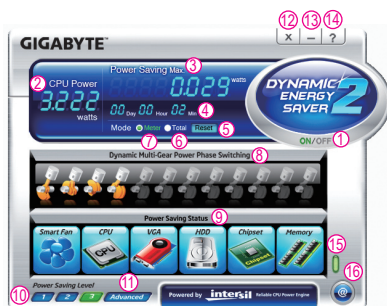 12 13 14
X – ?
GIGABYTE™
3
Power Saving Max.
2 CPU Power
0.029 watts
3.222
watts
00 Day 00 Hour 02 Min 4
Mode Meter Total Reset 5
7 6
DYNAMIC
ENERGY
SAVER 2
ON/OFF 1
Dynamic Multi-Gear Power Phase Switching 8
Power Saving Status 9
Smart Fan CPU VGA HDD Chipset Memory
CPU
Chipset
15
11
16
Power Saving Level
10 1 2 3 Advanced
Powered by intersil Reliable CPU Power Engine
@